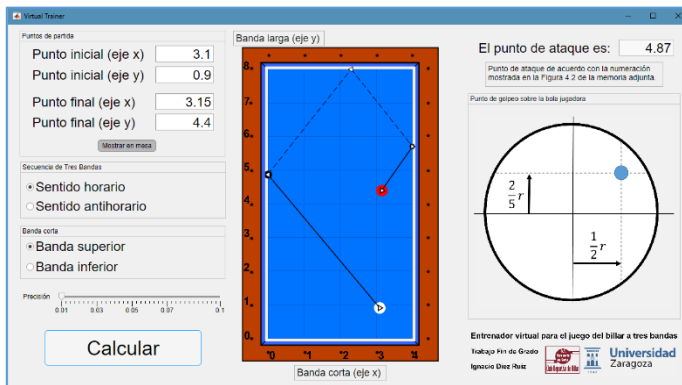 Virtual Trainer
Puntos de partida
Punto inicial (eje x) 3.1
Punto inicial (eje y) 0.9
Punto final (eje x) 3.15
Punto final (eje y) 4.4
Mostrar en mesa
Secuencia de Tres Bandas
Sentido horario
Sentido antihorario
Banda corta
Banda superior
Banda inferior
Precisión
0.01 0.03 0.05 0.07 0.1
Calcular
Banda larga (eje y)
8
7
6
5
4
3
2
1
0
0 1 2 3 4
Banda corta (eje x)
El punto de ataque es: 4.87
Punto de ataque de acuerdo con la numeración
mostrada en la Figura 4.2 de la memoria adjunta.
Punto de golpeo sobre la bola jugadora
2/5 r
1/2 r
Entrenador virtual para el juego del billar a tres bandas
Trabajo Fin de Grado
Ignacio Díez Ruiz
Universidad
Zaragoza
1542